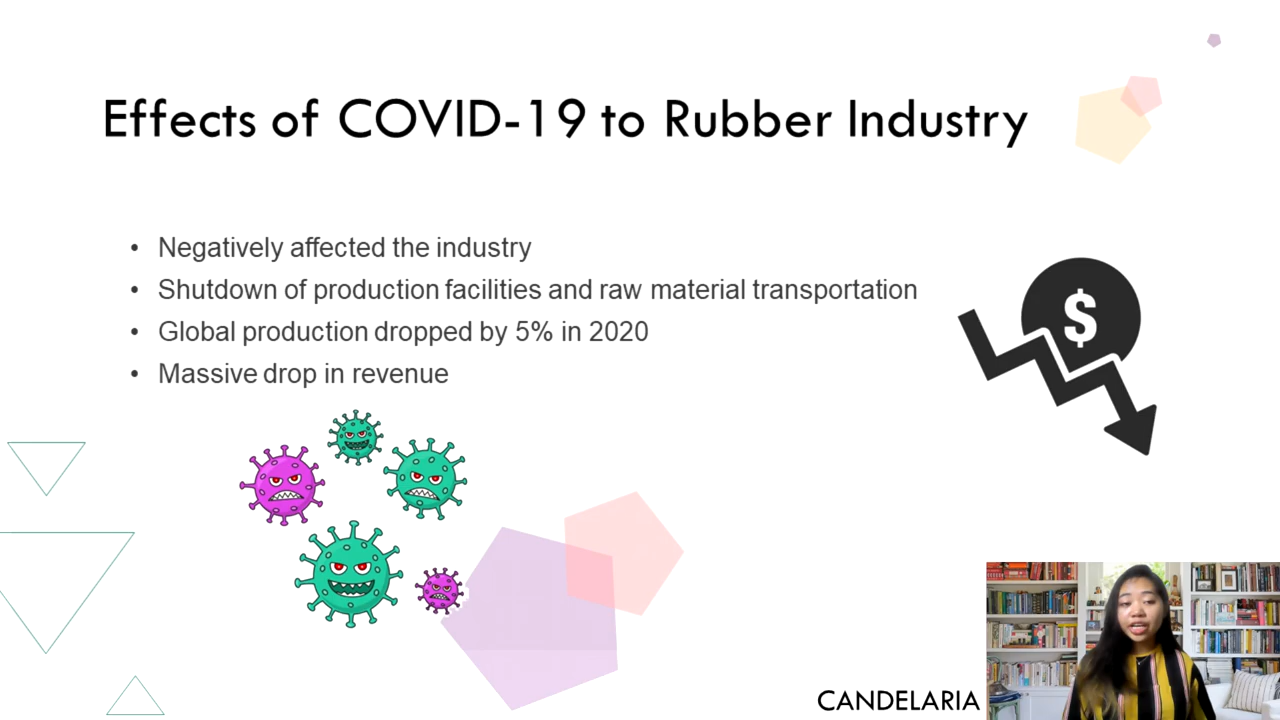 Effects of COVID-19 to Rubber Industry
• Negatively affected the industry
• Shutdown of production facilities and raw material transportation
• Global production dropped by 5% in 2020
• Massive drop in revenue
$
CANDELARIA